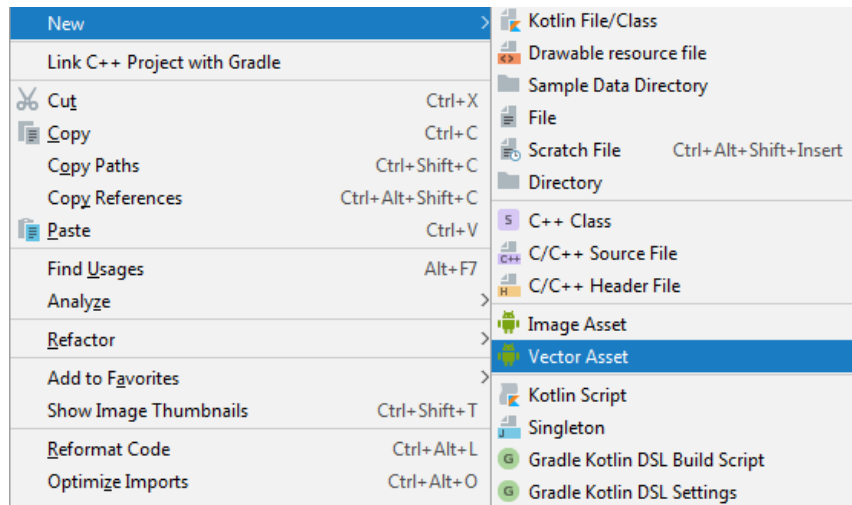 New
Link C++ Project with Gradle
Cut Ctrl+X
Copy Ctrl+C
Copy Paths Ctrl+Shift+C
Copy References Ctrl+Alt+Shift+C
Paste Ctrl+V
Find Usages Alt+F7
Analyze
Refactor
Add to Favorites
Show Image Thumbnails Ctrl+Shift+T
Reformat Code Ctrl+Alt+L
Optimize Imports Ctrl+Alt+O
Kotlin File/Class
Drawable resource file
Sample Data Directory
File
Scratch File Ctrl+Alt+Shift+Insert
Directory
S C++ Class
C++ C/C++ Source File
H C/C++ Header File
Image Asset
Vector Asset
Kotlin Script
J Singleton
G Gradle Kotlin DSL Build Script
G Gradle Kotlin DSL Settings